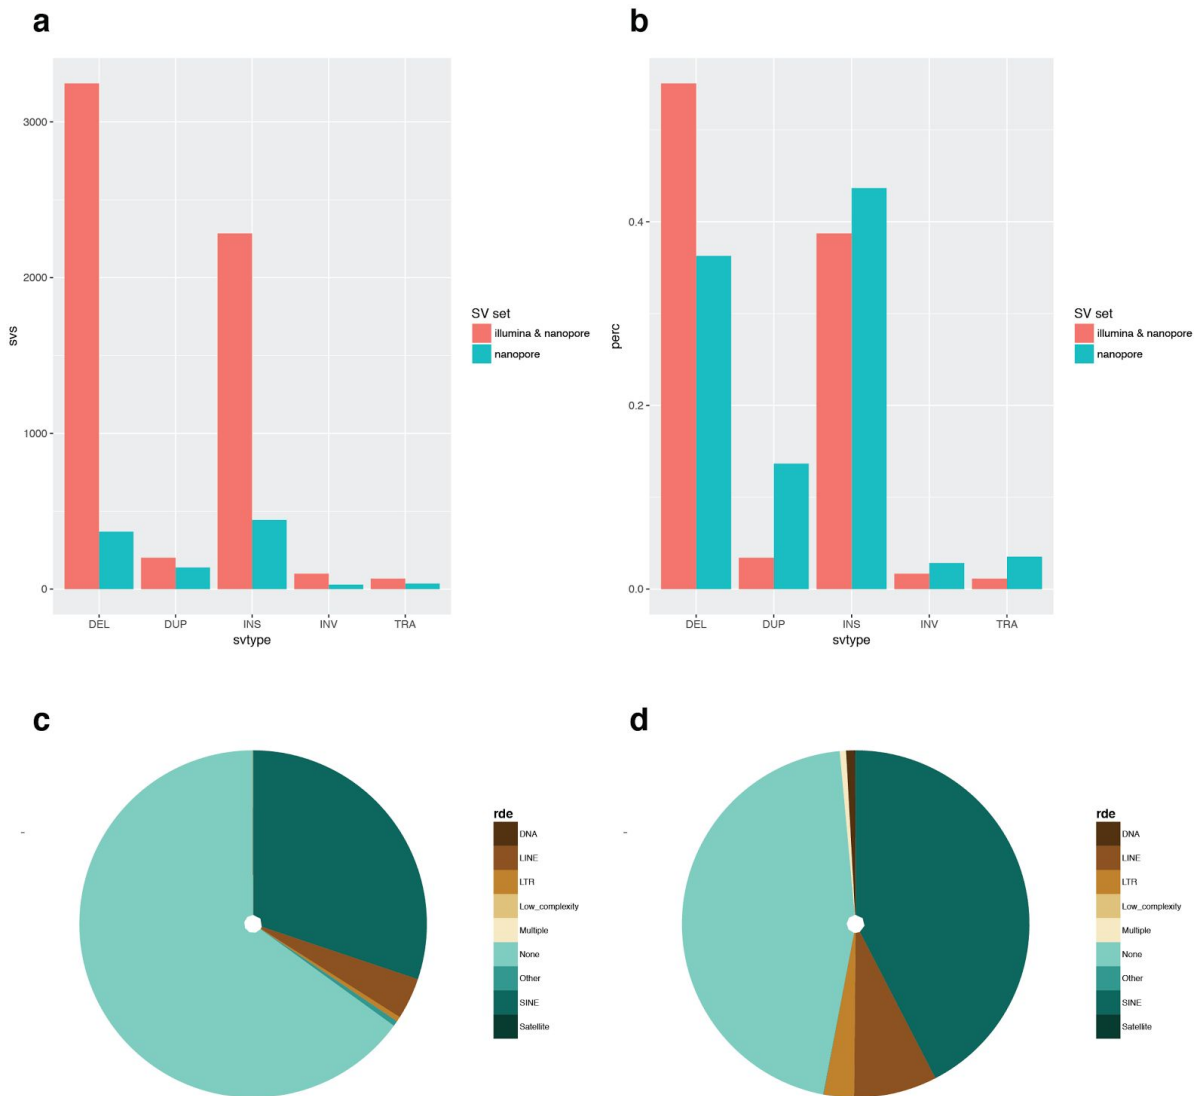 a
3000
2000
1000
0
svs
DEL DUP INS INV TRA
svtype
SV set
illumina & nanopore
nanopore
b
0.4
0.2
0.0
perc
DEL DUP INS INV TRA
svtype
SV set
illumina & nanopore
nanopore
c
-
rde
DNA
LINE
LTR
Low_complexity
Multiple
None
Other
SINE
Satellite
d
-
rde
DNA
LINE
LTR
Low_complexity
Multiple
None
Other
SINE
Satellite